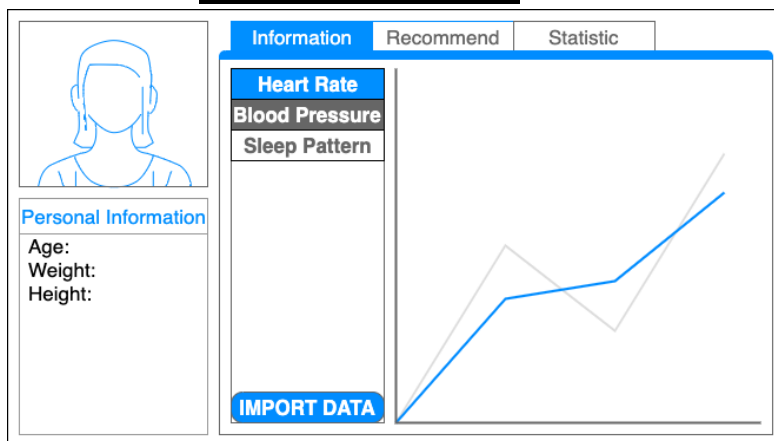 Information
Recommend
Statistic
Heart Rate
Blood Pressure
Sleep Pattern
Personal Information
Age:
Weight:
Height:
IMPORT DATA